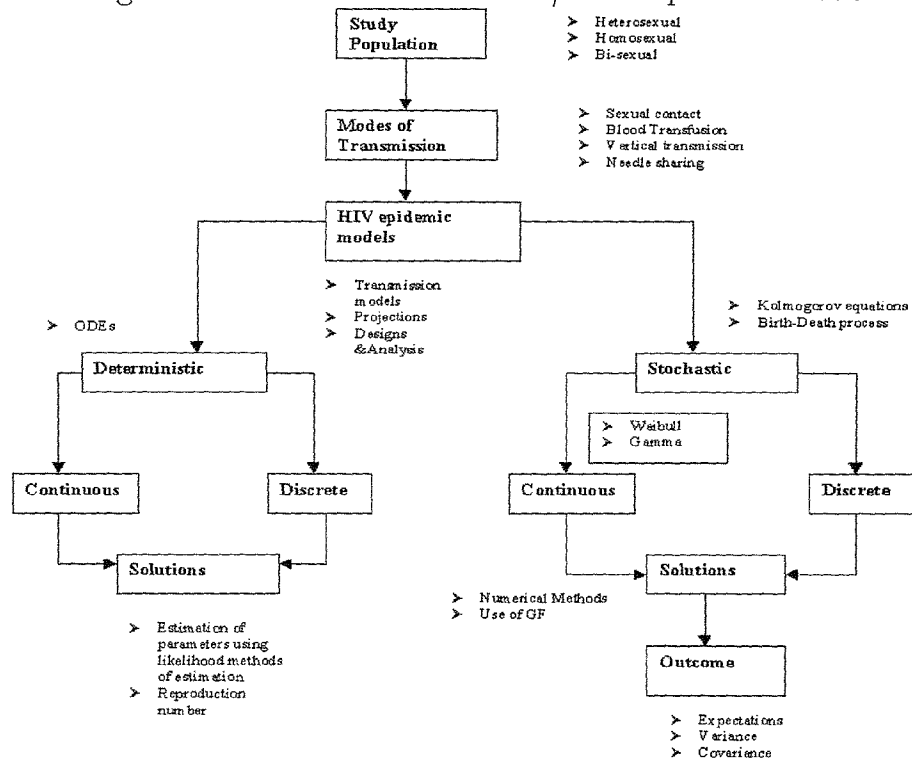 Study
Population
➢ Heterosexual
➢ Homosexual
➢ Bi-sexual
Modes of
Transmission
➢ Sexual contact
➢ Blood Transfusion
➢ Vertical transmission
➢ Needle sharing
HIV epidemic
models
➢ Transmission
models
➢ Projections
➢ Designs
&Analysis
➢ ODEs
➢ Kolmogorov equations
➢ Birth-Death process
Deterministic
Stochastic
➢ Weibull
➢ Gamma
Continuous
Discrete
Continuous
Discrete
Solutions
Solutions
➢ Numerical Methods
➢ Use of GF
➢ Estimation of
parameters using
likelihood methods
of estimation
➢ Reproduction
number
Outcome
➢ Expectations
➢ Variance
➢ Covariance